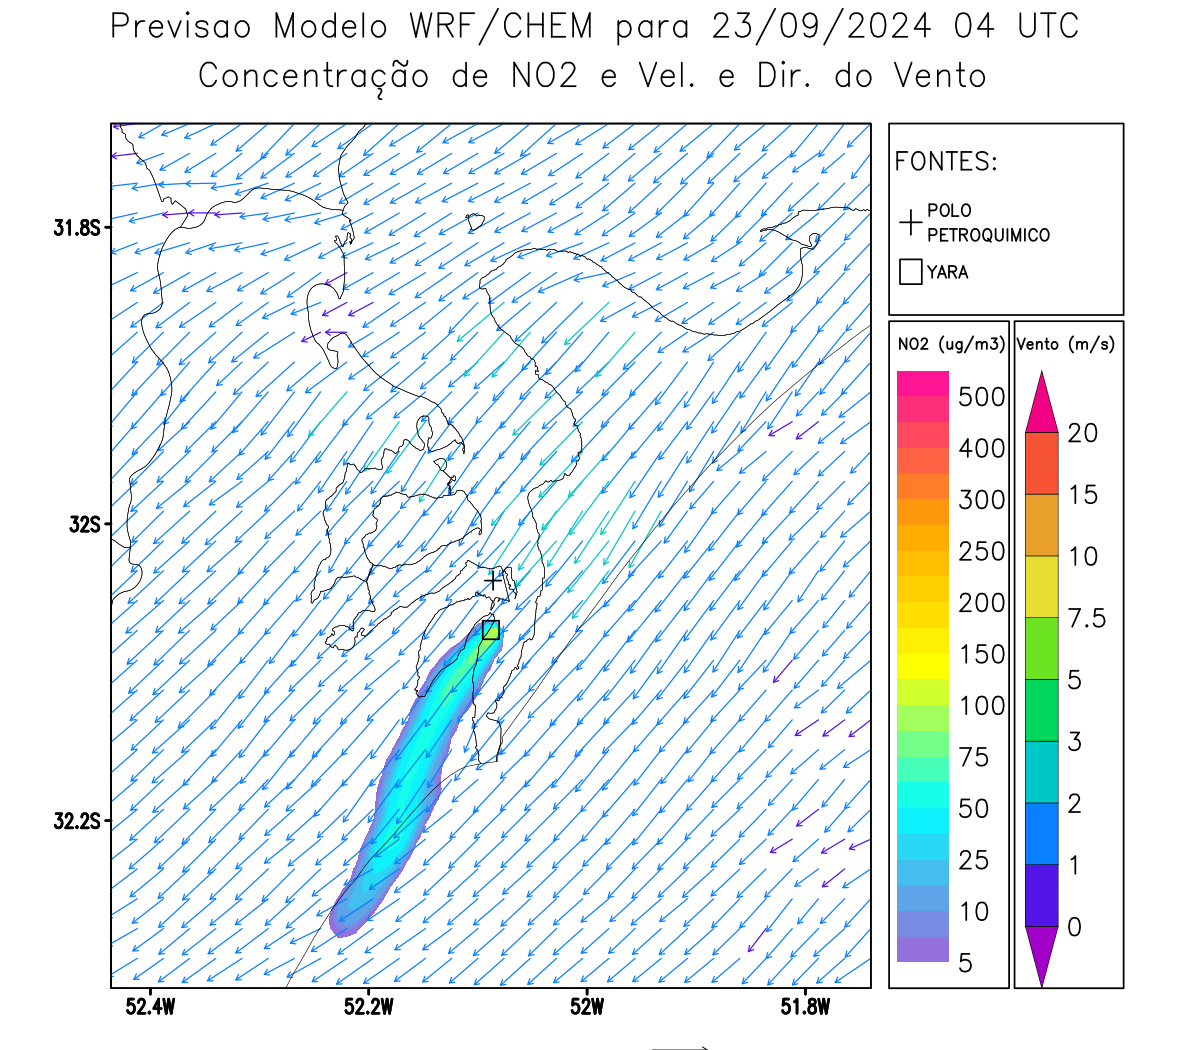 Previsao Modelo WRF/CHEM para 23/09/2024 04 UTC
Concentração de NO2 e Vel. e Dir. do Vento
FONTES:
POLO
PETROQUIMICO
YARA
31.8S
32S
32.2S
52.4W
52.2W
52W
51.8W
NO2 (ug/m3)
500
400
300
250
200
150
100
75
50
25
10
5
Vento (m/s)
20
15
10
7.5
5
3
2
1
0